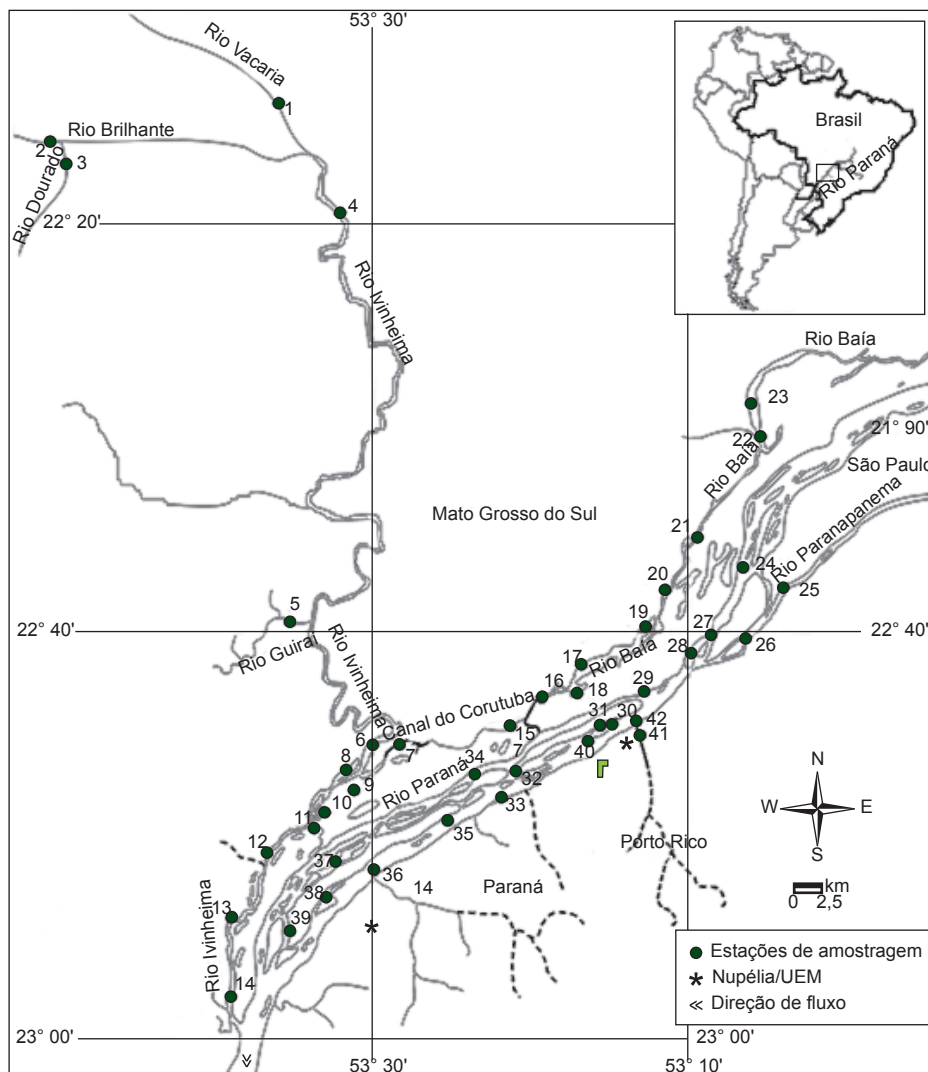 53° 30'
Rio Vacaria
1
Brasil
Rio Paraná
Rio Brilhante
2
3
Rio Dourado
4
22° 20'
Rio Ivinheima
Rio Baía
23
21° 90'
22
Rio Baía
São Paulo
Mato Grosso do Sul
Rio Paranapanema
21
24
20
25
5
19
27
26
22° 40'
22° 40'
Rio Guiraí
Rio Ivinheima
28
17
Rio Baía
16
18
29
Canal do Corutuba
15
31
30
42
6
7
40
41
8
34
7
32
9
Rio Paraná
33
10
11
35
12
37
36
Porto Rico
38
14
Paraná
13
39
Rio Ivinheima
14
N
W
E
S
km
0 2,5
Estações de amostragem
Nupélia/UEM
Direção de fluxo
23° 00'
23° 00'
53° 30'
53° 10'